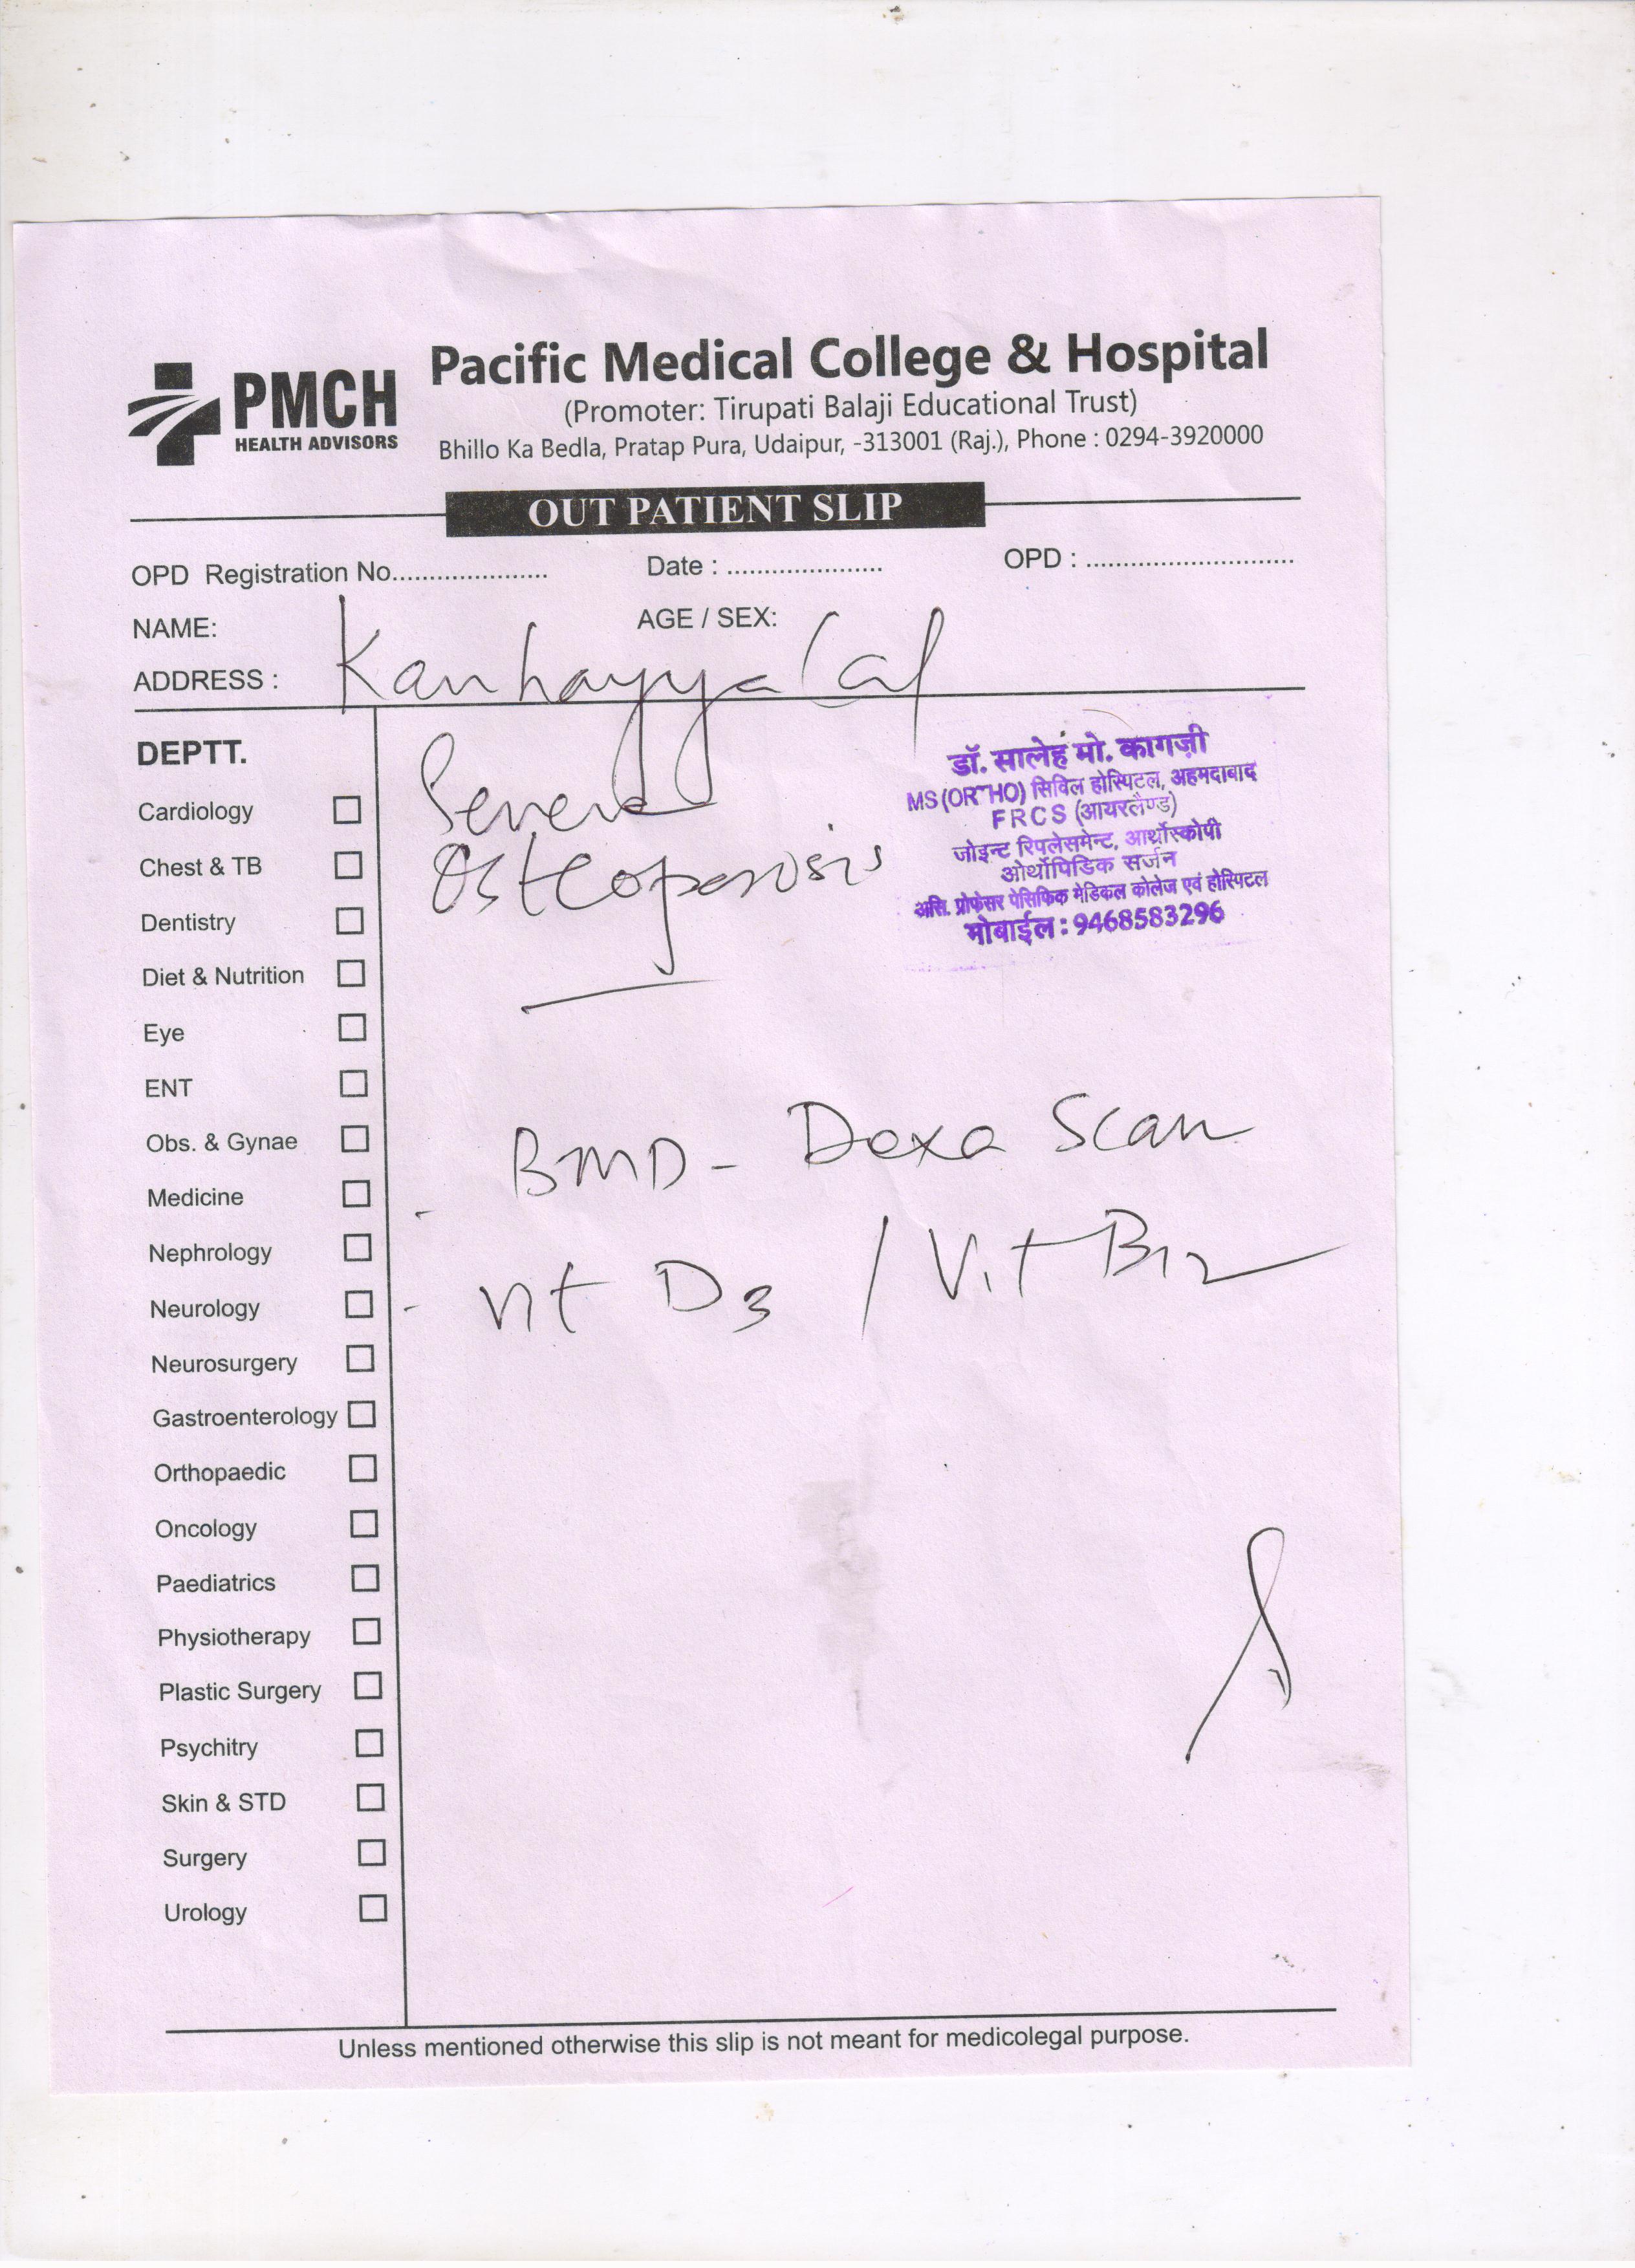 PMCH
HEALTH ADVISORS
Pacific Medical College & Hospital
(Promoter: Tirupati Balaji Educational Trust)
Bhillo Ka Bedla, Pratap Pura, Udaipur, -313001 (Raj.), Phone : 0294-3920000
OUT PATIENT SLIP
OPD Registration No..................... Date : ..................... OPD : ............................
NAME: AGE / SEX:
ADDRESS : Kanhayya Lal
DEPTT.
Cardiology
Chest & TB
Dentistry
Diet & Nutrition
Eye
ENT
Obs. & Gynae
Medicine
Nephrology
Neurology
Neurosurgery
Gastroenterology
Orthopaedic
Oncology
Paediatrics
Physiotherapy
Plastic Surgery
Psychitry
Skin & STD
Surgery
Urology
Severe
Osteoporosis
डॉ. सालेह मो. कागज़ी
MS (ORTHO) सिविल होस्पिटल, अहमदाबाद
FRCS (आयरलैण्ड)
जोइन्ट रिपलेसमेन्ट, आर्थ्रोस्कोपी
ओर्थोपिडिक सर्जन
असि. प्रोफेसर पेसिफिक मेडिकल कोलेज एवं होस्पिटल
मोबाईल : 9468583296
- BMD - Dexa Scan
- Vit D3 / Vit B12
Unless mentioned otherwise this slip is not meant for medicolegal purpose.